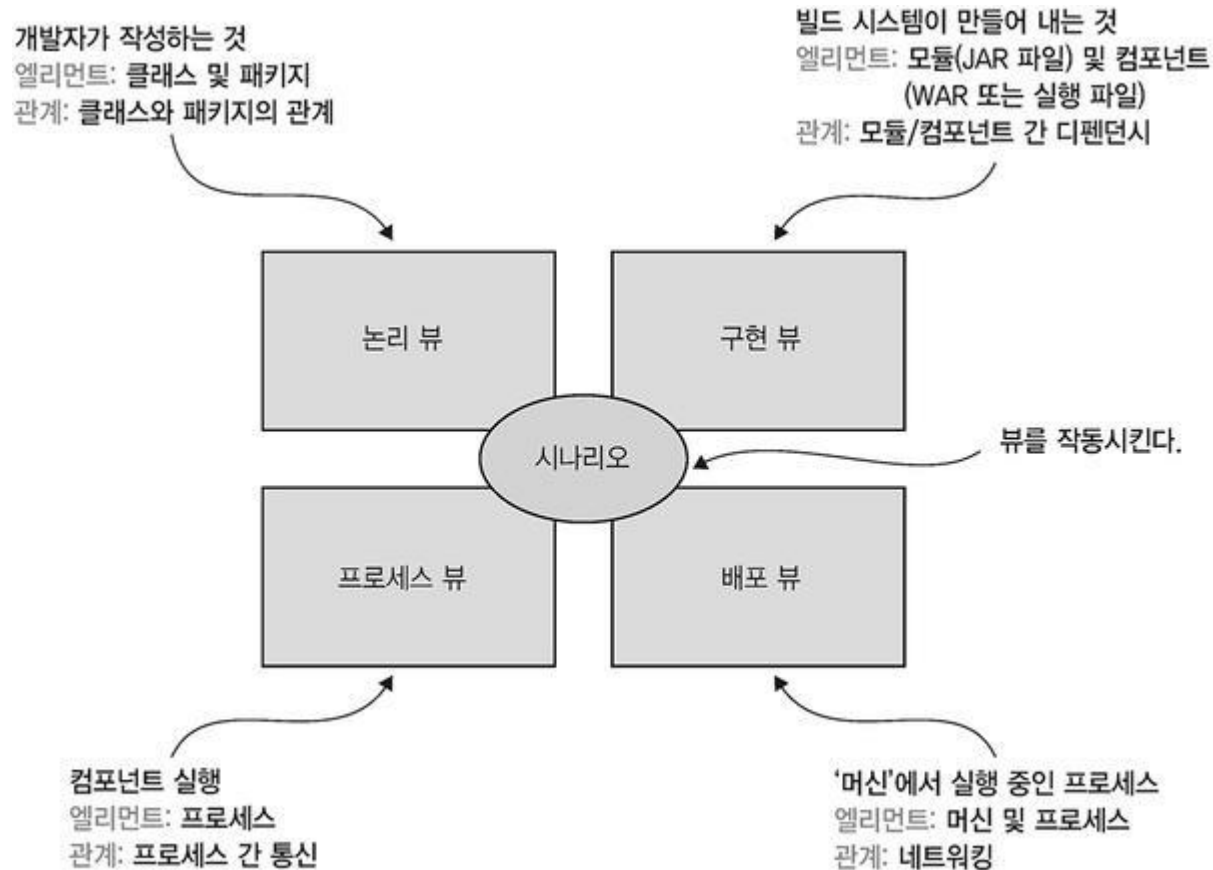 개발자가 작성하는 것
엘리먼트: 클래스 및 패키지
관계: 클래스와 패키지의 관계
빌드 시스템이 만들어 내는 것
엘리먼트: 모듈(JAR 파일) 및 컴포넌트
(WAR 또는 실행 파일)
관계: 모듈/컴포넌트 간 디펜던시
논리 뷰
구현 뷰
시나리오
뷰를 작동시킨다.
프로세스 뷰
배포 뷰
컴포넌트 실행
엘리먼트: 프로세스
관계: 프로세스 간 통신
‘머신’에서 실행 중인 프로세스
엘리먼트: 머신 및 프로세스
관계: 네트워킹